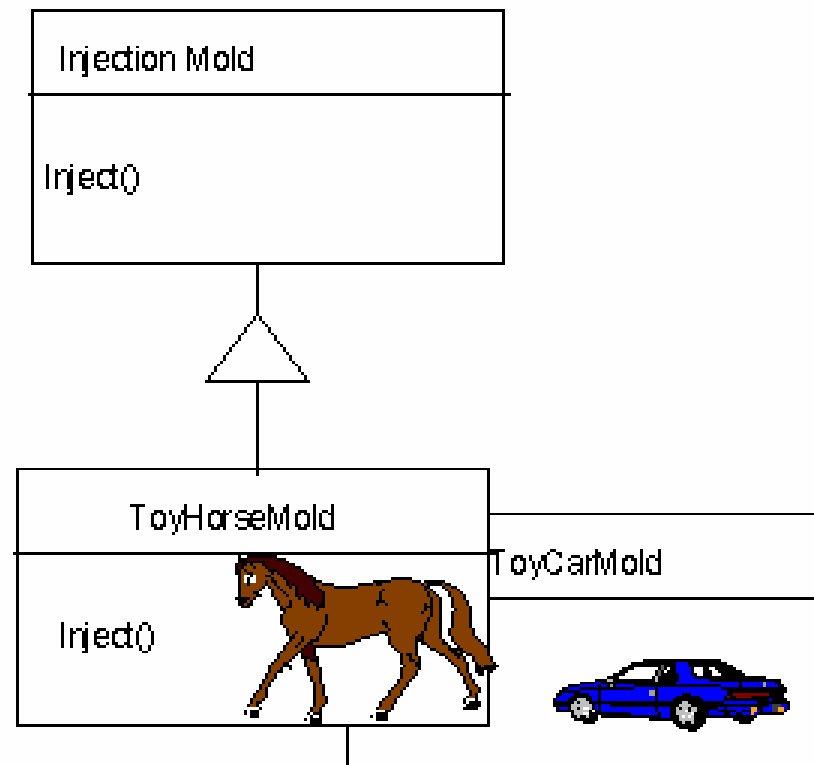 Injection Mold
Inject()
ToyHorseMold
ToyCarMold
Inject()